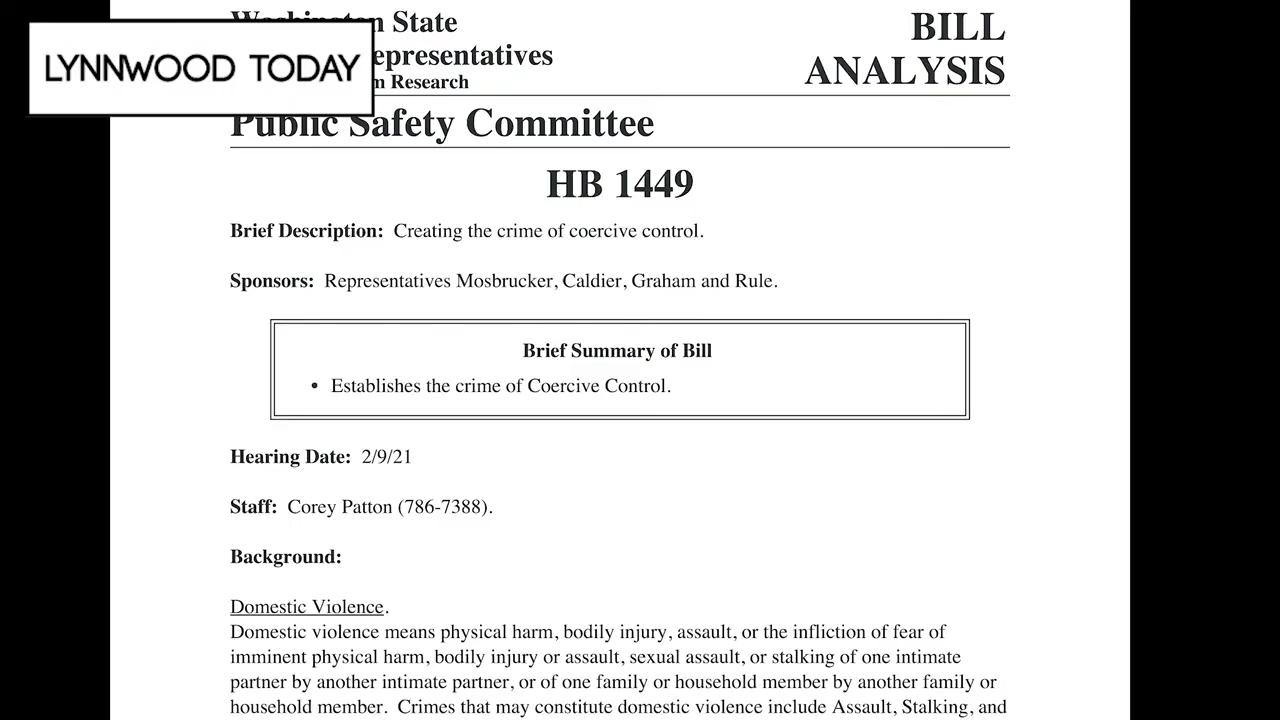 LYNNWOOD TODAY
State
BILL
ANALYSIS
m Research
Public Safety Committee
HB 1449
Brief Description: Creating the crime of coercive control.
Sponsors: Representatives Mosbrucker, Caldier, Graham and Rule.
Brief Summary of Bill
• Establishes the crime of Coercive Control.
Hearing Date: 2/9/21
Staff: Corey Patton (786-7388).
Background:
Domestic Violence.
Domestic violence means physical harm, bodily injury, assault, or the infliction of fear of
imminent physical harm, bodily injury or assault, sexual assault, or stalking of one intimate
partner by another intimate partner, or of one family or household member by another family or
household member. Crimes that may constitute domestic violence include Assault, Stalking, and